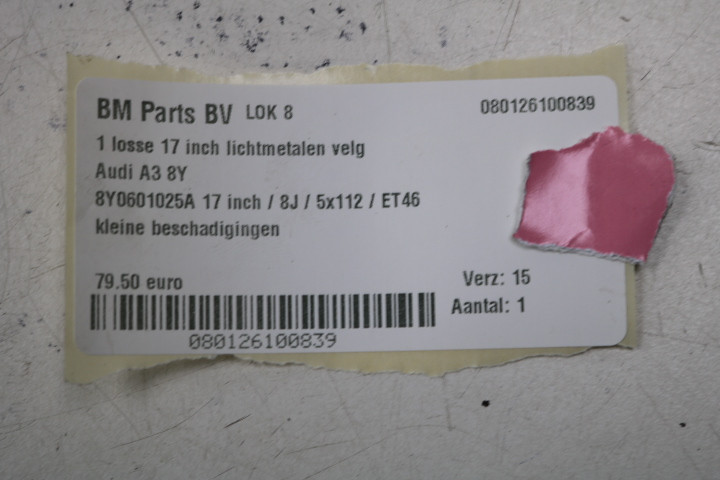 BM Parts BV LOK 8 080126100839
1 losse 17 inch lichtmetalen velg
Audi A3 8Y
8Y0601025A 17 inch / 8J / 5x112 / ET46
kleine beschadigingen
79.50 euro Verz: 15
Aantal: 1
080126100839